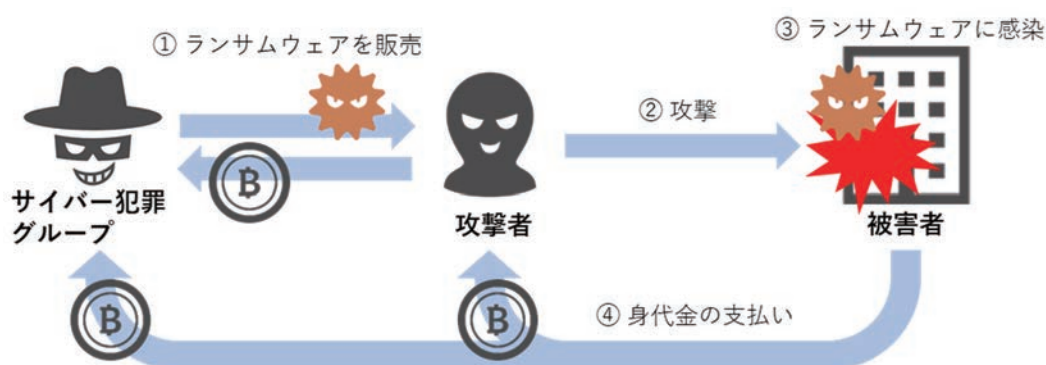 ① ランサムウェアを販売
③ ランサムウェアに感染
② 攻撃
サイバー犯罪
グループ
攻撃者
被害者
④ 身代金の支払い